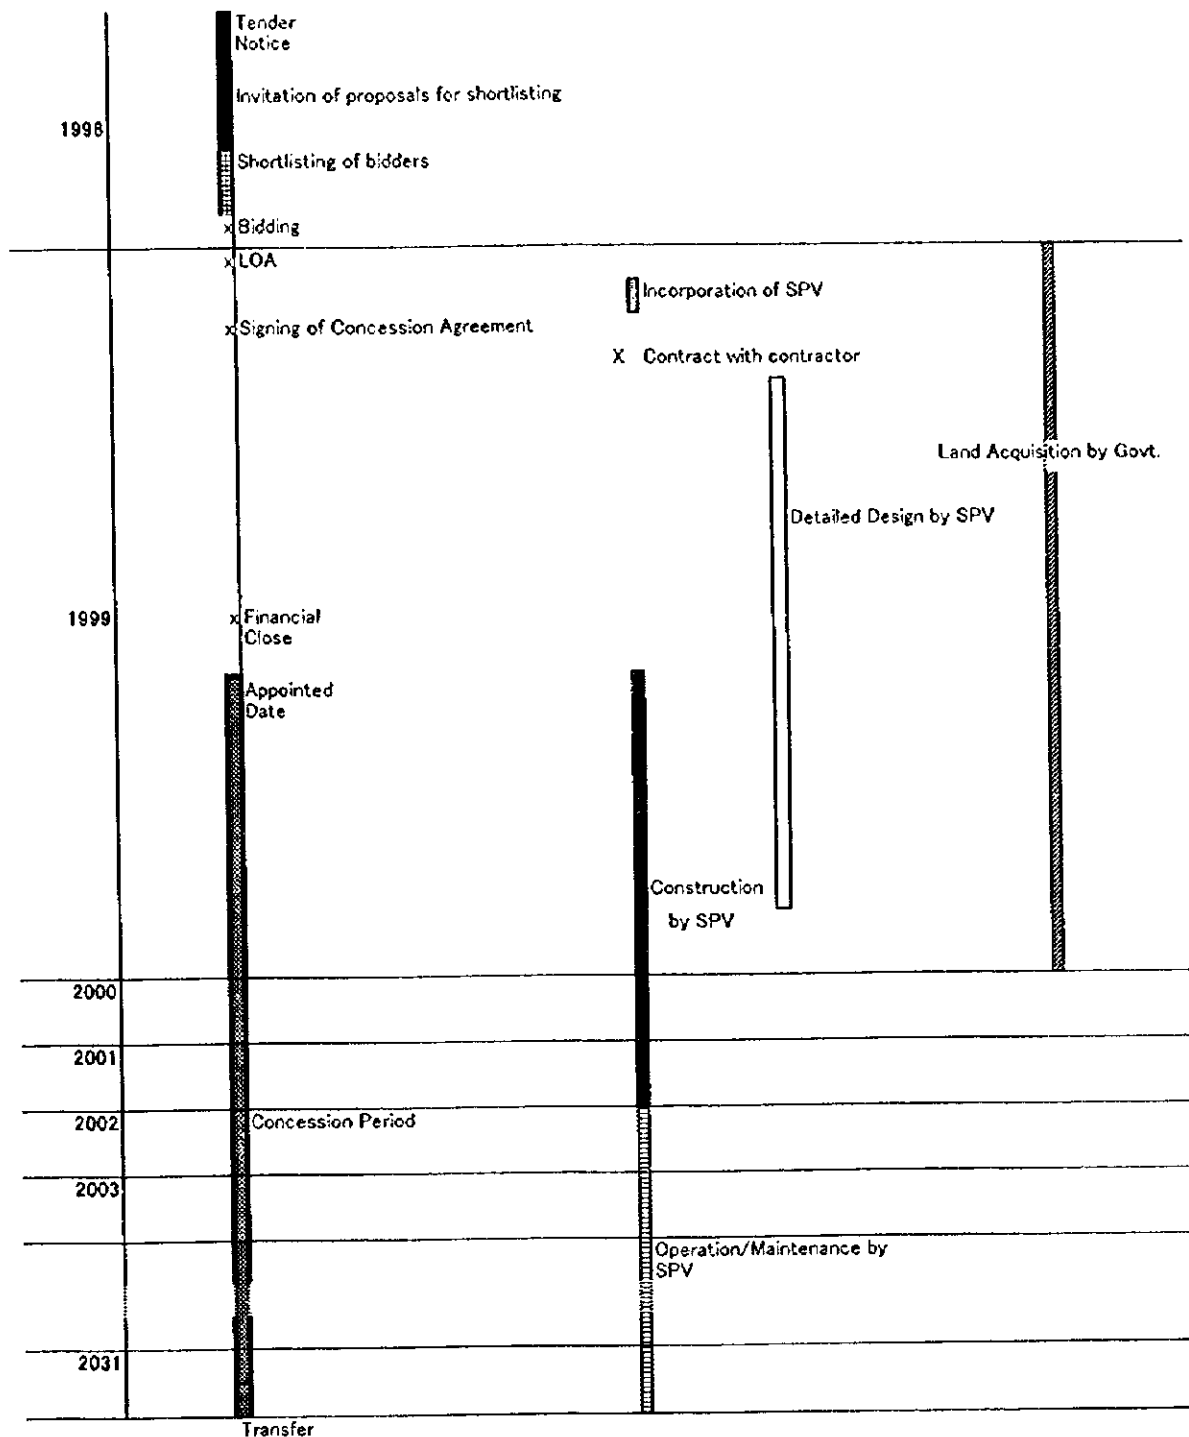 Tender
Notice
Invitation of proposals for shortlisting
1998
Shortlisting of bidders
x Bidding
x LOA
Incorporation of SPV
x Signing of Concession Agreement
X Contract with contractor
Land Acquisition by Govt.
Detailed Design by SPV
1999
x Financial
Close
Appointed
Date
Construction
by SPV
2000
2001
2002
Concession Period
2003
Operation/Maintenance by
SPV
2031
Transfer